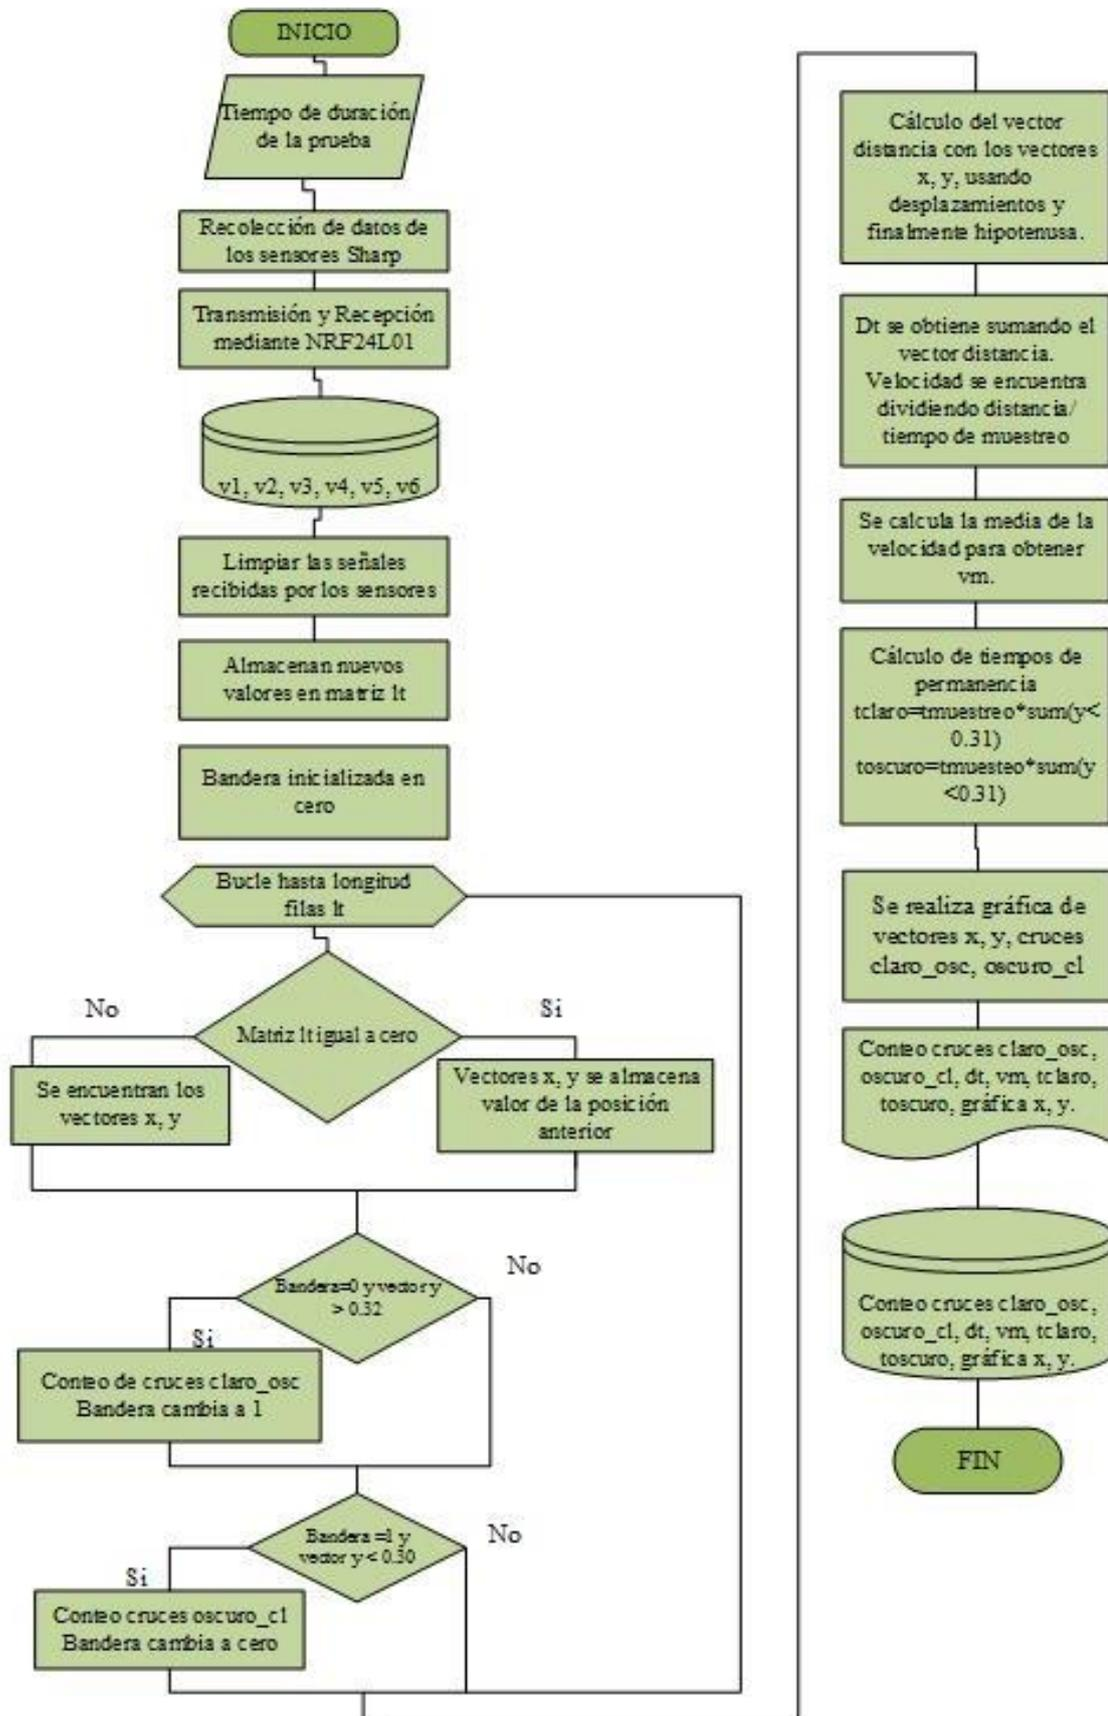 INICIO
Tiempo de duración
de la prueba
Recolección de datos de
los sensores Sharp
Transmisión y Recepción
mediante NRF24L01
v1, v2, v3, v4, v5, v6
Limpiar las señales
recibidas por los sensores
Almacenan nuevos
valores en matriz lt
Bandera inicializada en
cero
Bucle hasta longitud
filas lt
No
Si
Matriz lt igual a cero
Se encuentran los
vectores x, y
Vectores x, y se almacena
valor de la posición
anterior
Bandera=0 y vector y
> 0.32
No
Si
Conteo de cruces claro_osc
Bandera cambia a 1
Bandera =1 y
vector y < 0.30
No
Si
Conteo cruces oscuro_cl
Bandera cambia a cero
Cálculo del vector
distancia con los vectores
x, y, usando
desplazamientos y
finalmente hipotenusa.
Dt se obtiene sumando el
vector distancia.
Velocidad se encuentra
dividiendo distancia/
tiempo de muestreo
Se calcula la media de la
velocidad para obtener
vm.
Cálculo de tiempos de
permanencia
tclaro=tmuestreo*sum(y<
0.31)
toscuro=tmuesteo*sum(y
<0.31)
Se realiza gráfica de
vectores x, y, cruces
claro_osc, oscuro_cl
Conteo cruces claro_osc,
oscuro_cl, dt, vm, tclaro,
toscuro, gráfica x, y.
Conteo cruces claro_osc,
oscuro_cl, dt, vm, tclaro,
toscuro, gráfica x, y.
FIN